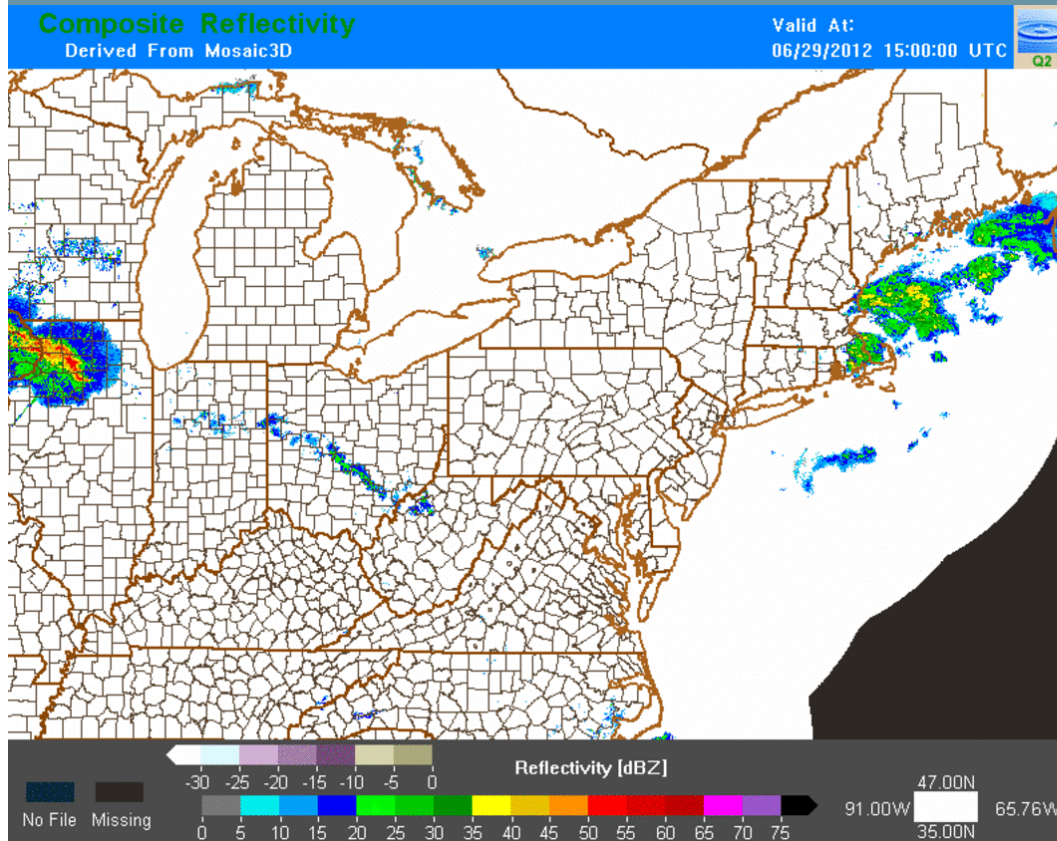 Composite Reflectivity
Derived From Mosaic3D
Valid At:
06/29/2012 15:00:00 UTC
Q2
-30 -25 -20 -15 -10 -5 0
Reflectivity [dBZ]
No File Missing
0 5 10 15 20 25 30 35 40 45 50 55 60 65 70 75
47.00N
91.00W 65.76W
35.00N